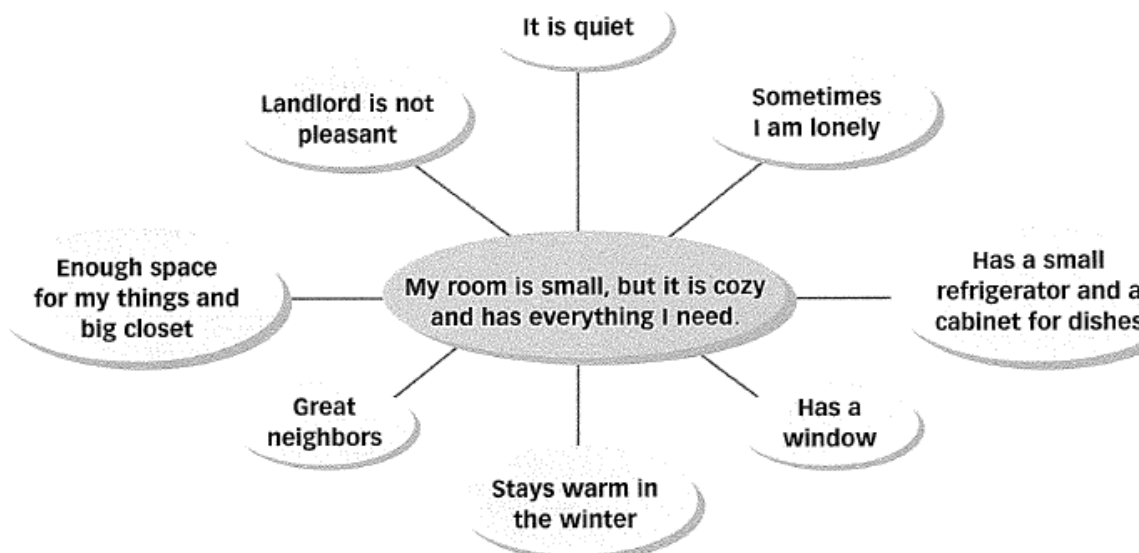 It is quiet
Landlord is not
pleasant
Sometimes
I am lonely
Enough space
for my things and
big closet
My room is small, but it is cozy
and has everything I need.
Has a small
refrigerator and a
cabinet for dishes
Great
neighbors
Has a
window
Stays warm in
the winter